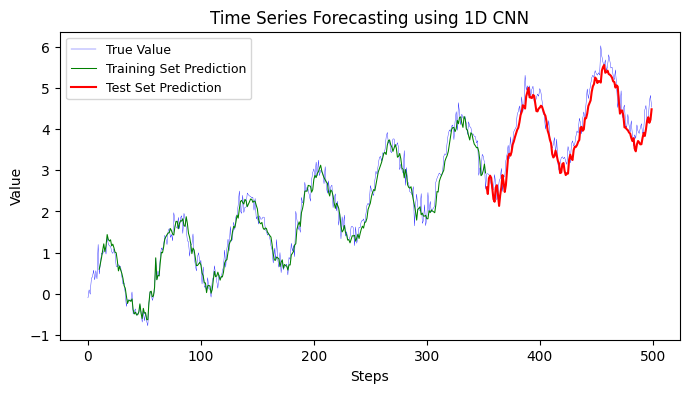 Time Series Forecasting using 1D CNN
True Value
Training Set Prediction
Test Set Prediction
Value
6
5
4
3
2
1
0
−1
0 100 200 300 400 500
Steps